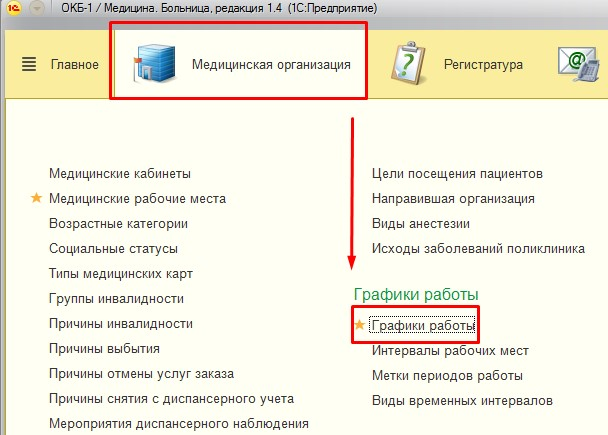 ОКБ-1 / Медицина. Больница, редакция 1.4 (1С:Предприятие)
Главное
Медицинская организация
Регистратура
Медицинские кабинеты
Медицинские рабочие места
Возрастные категории
Социальные статусы
Типы медицинских карт
Группы инвалидности
Причины инвалидности
Причины выбытия
Причины отмены услуг заказа
Причины снятия с диспансерного учета
Мероприятия диспансерного наблюдения
Цели посещения пациентов
Направившая организация
Виды анестезии
Исходы заболеваний поликлиника
Графики работы
Графики работы
Интервалы рабочих мест
Метки периодов работы
Виды временных интервалов